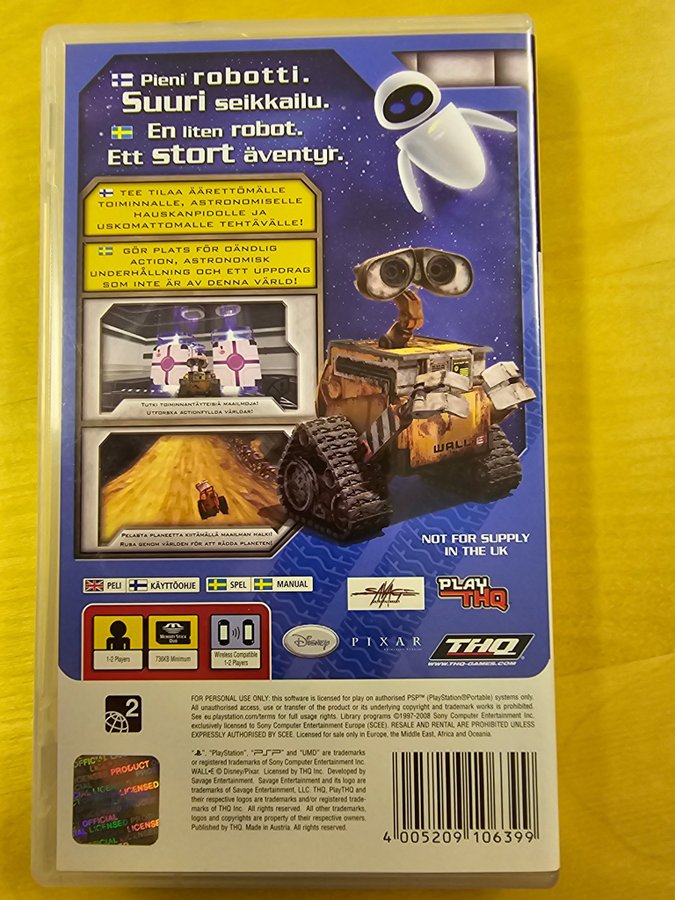 Pieni robotti.
Suuri seikkailu.
En liten robot.
Ett stort äventyr.
TEE TILAA ÄÄRETTÖMÄLLE
TOIMINNALLE, ASTRONOMISELLE
HAUSKANPIDOLLE JA
USKOMATTOMALLE TEHTÄVÄLLE!
GÖR PLATS FÖR OÄNDLIG
ACTION, ASTRONOMISK
UNDERHÅLLNING OCH ETT UPPDRAG
SOM INTE ÄR AV DENNA VÄRLD!
TUTKI TOIMINNANTÄYTEISIÄ MAAILMOJA!
UTFORSKA ACTIONFYLLDA VÄRLDAR!
WALL•E
PELASTA PLANEETTA KIITÄMÄLLÄ MAAILMAN HALKI!
RUSA GENOM VÄRLDEN FÖR ATT RÄDDA PLANETEN!
NOT FOR SUPPLY
IN THE UK
PELI KÄYTTÖOHJE SPEL MANUAL
SAVAGE
PLAY
THQ
1-2 Players
MEMORY STICK
DUO
736KB Minimum
Wireless Compatible
1-2 Players
Disney
PIXAR
THQ
WWW.THQ-GAMES.COM
2
FOR PERSONAL USE ONLY: this software is licensed for play on authorised PSP™ (PlayStation®Portable) systems only.
All unauthorised access, use or transfer of the product or its underlying copyright and trademark works is prohibited.
See eu.playstation.com/terms for full usage rights. Library programs ©1997-2008 Sony Computer Entertainment Inc.
exclusively licensed to Sony Computer Entertainment Europe (SCEE). RESALE AND RENTAL ARE PROHIBITED UNLESS
EXPRESSLY AUTHORISED BY SCEE. Licensed for sale only in Europe, the Middle East, Africa and Oceania.
", "PlayStation", "PSP" and "UMD" are trademarks
or registered trademarks of Sony Computer Entertainment Inc.
WALL•E © Disney/Pixar. Licensed by THQ Inc. Developed by
Savage Entertainment. Savage Entertainment and its logo are
trademarks of Savage Entertainment, LLC. THQ, PlayTHQ and
their respective logos are trademarks and/or registered trade-
marks of THQ Inc. All rights reserved. All other trademarks,
logos and copyrights are property of their respective owners.
Published by THQ. Made in Austria. All rights reserved.
OFFICIAL
LICENSED PRODUCT
OFFICIAL
LICENSED
4 005209 106399